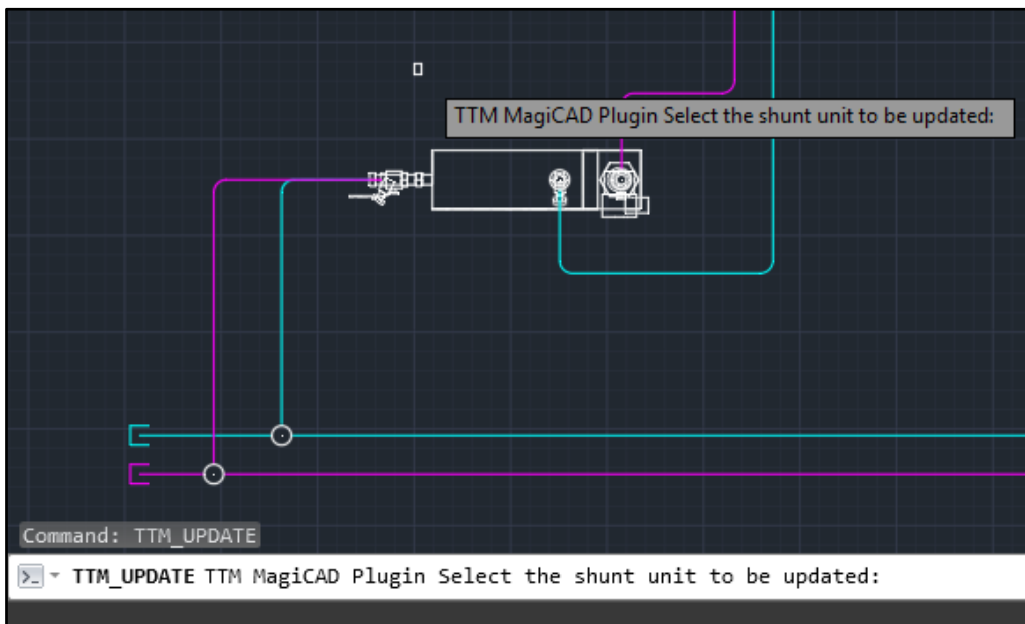 TTM MagiCAD Plugin Select the shunt unit to be updated:
Command: TTM_UPDATE
TTM_UPDATE TTM MagiCAD Plugin Select the shunt unit to be updated: